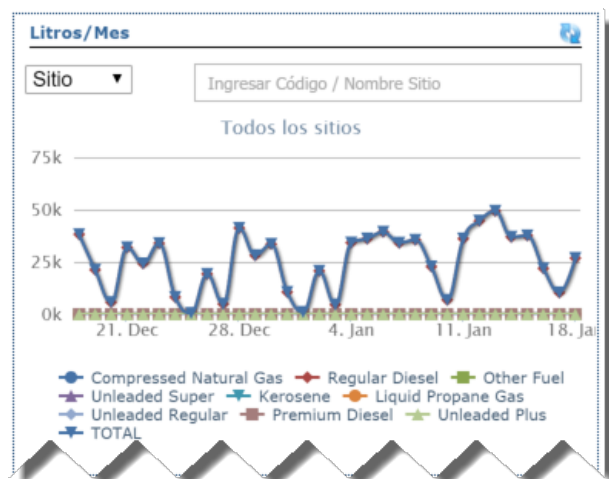 Litros/Mes
Sitio
Ingresar Código / Nombre Sitio
Todos los sitios
75k
50k
25k
0k
21. Dec 28. Dec 4. Jan 11. Jan 18. Ja
Compressed Natural Gas Regular Diesel Other Fuel
Unleaded Super Kerosene Liquid Propane Gas
Unleaded Regular Premium Diesel Unleaded Plus
TOTAL